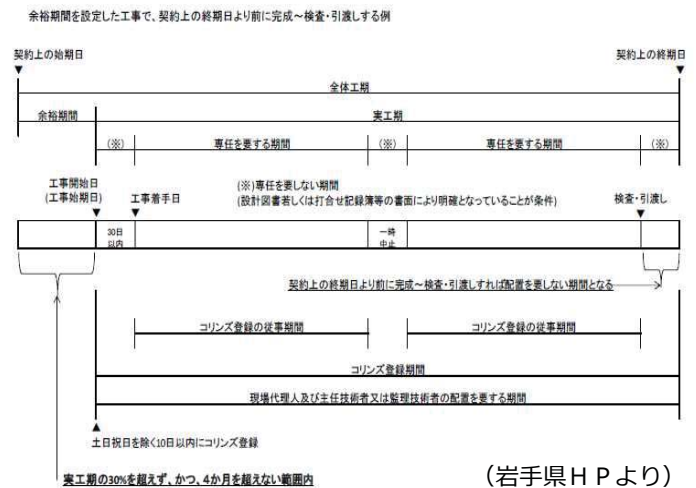 余裕期間を設定した工事で、契約上の終期日より前に完成～検査・引渡しする例
契約上の始期日
契約上の終期日
全体工期
余裕期間
実工期
(※)
専任を要する期間
(※)
専任を要する期間
(※)
工事開始日
(工事始期日)
工事着手日
(※)専任を要しない期間
(設計図書若しくは打合せ記録簿等の書面により明確となっていることが条件)
検査・引渡し
30日
以内
一時
中止
契約上の終期日より前に完成～検査・引渡しすれば配置を要しない期間となる
コリンズ登録の従事期間
コリンズ登録の従事期間
コリンズ登録期間
現場代理人及び主任技術者又は監理技術者の配置を要する期間
土日祝日を除く10日以内にコリンズ登録
実工期の30%を超えず、かつ、4か月を超えない範囲内
（岩手県ＨＰより）